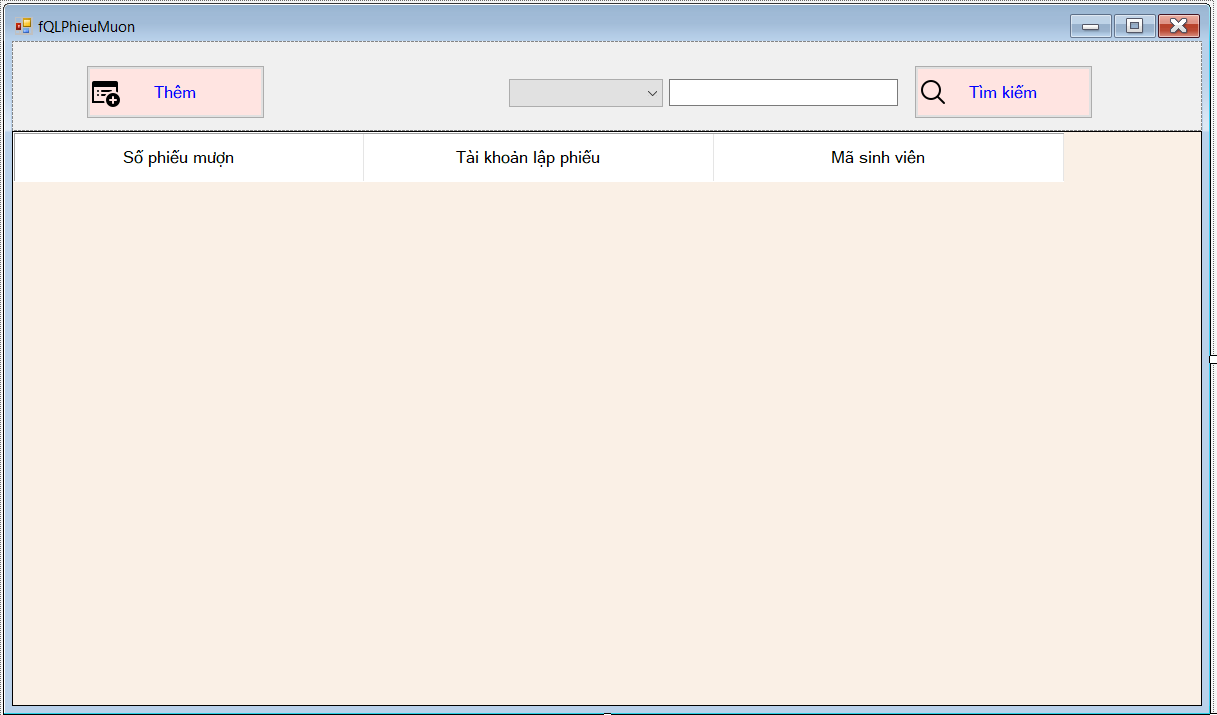 fQLPhieuMuon
Thêm
Tìm kiếm
Số phiếu mượn
Tài khoản lập phiếu
Mã sinh viên